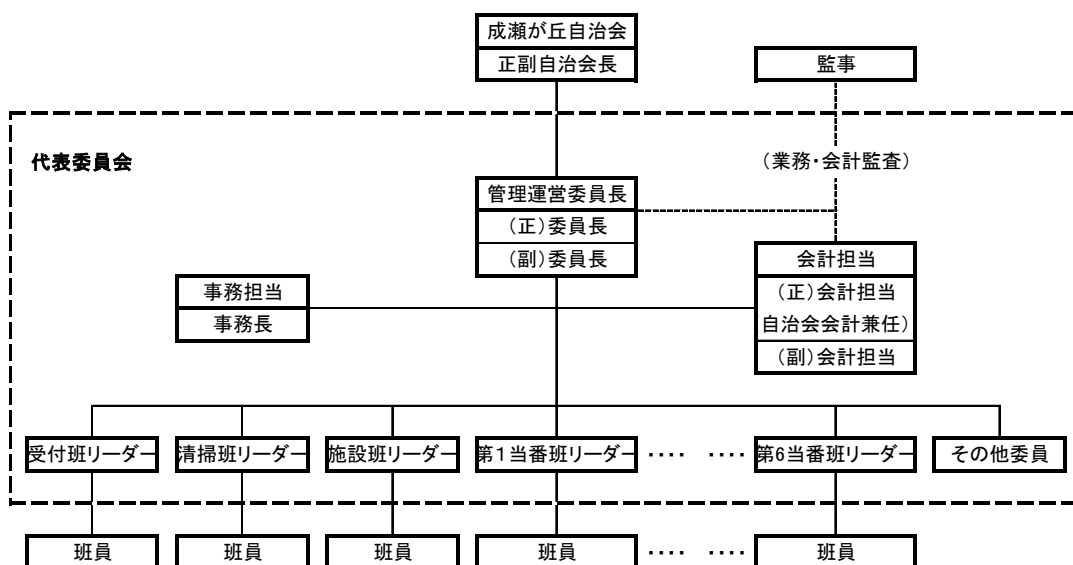 成瀬が丘自治会
正副自治会長
監事
代表委員会
(業務・会計監査)
管理運営委員長
(正)委員長
(副)委員長
会計担当
(正)会計担当
自治会会計兼任)
(副)会計担当
事務担当
事務長
受付班リーダー
清掃班リーダー
施設班リーダー
第1当番班リーダー
‥‥ ‥‥
第6当番班リーダー
その他委員
班員
班員
班員
班員
‥‥ ‥‥
班員